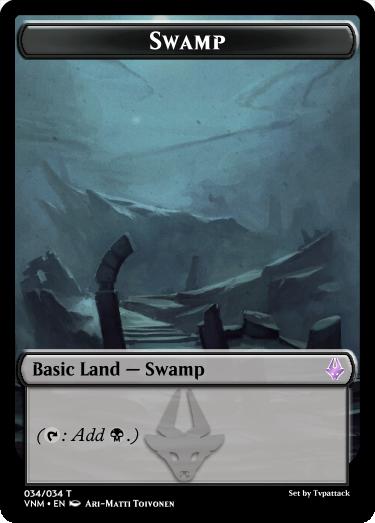 Swamp
Basic Land — Swamp
(: Add .)
034/034 T
VNM • EN Ari-Matti Toivonen
Set by Tvpattack